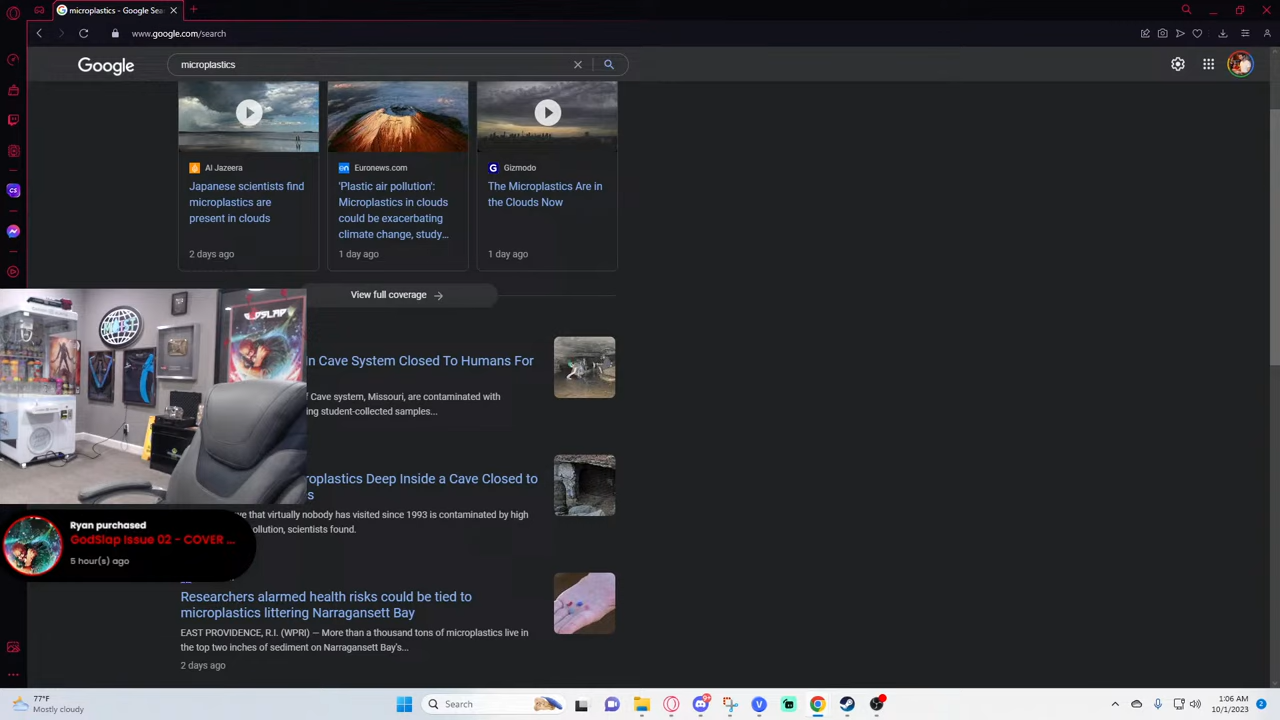 microplastics - Google Sea
www.google.com/search
Google
microplastics
Al Jazeera
Japanese scientists find
microplastics are
present in clouds
2 days ago
Euronews.com
'Plastic air pollution':
Microplastics in clouds
could be exacerbating
climate change, study…
1 day ago
Gizmodo
The Microplastics Are in
the Clouds Now
1 day ago
View full coverage
in Cave System Closed To Humans For
Cave system, Missouri, are contaminated with
ing student-collected samples...
roplastics Deep Inside a Cave Closed to
s
e that virtually nobody has visited since 1993 is contaminated by high
ollution, scientists found.
GODSLAP
Ryan purchased
GodSlap Issue 02 - COVER ...
5 hour(s) ago
Researchers alarmed health risks could be tied to
microplastics littering Narragansett Bay
EAST PROVIDENCE, R.I. (WPRI) — More than a thousand tons of microplastics live in
the top two inches of sediment on Narragansett Bay's...
2 days ago
77°F
Mostly cloudy
Search
9+
1:06 AM
10/1/2023
2